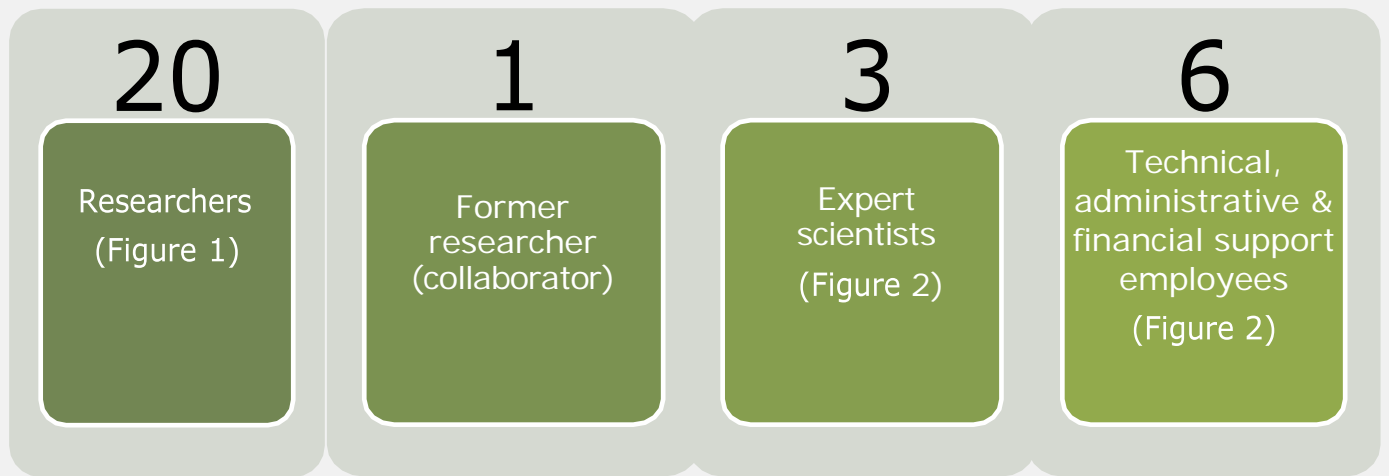 20
Researchers
(Figure 1)
1
Former
researcher
(collaborator)
3
Expert
scientists
(Figure 2)
6
Technical,
administrative &
financial support
employees
(Figure 2)